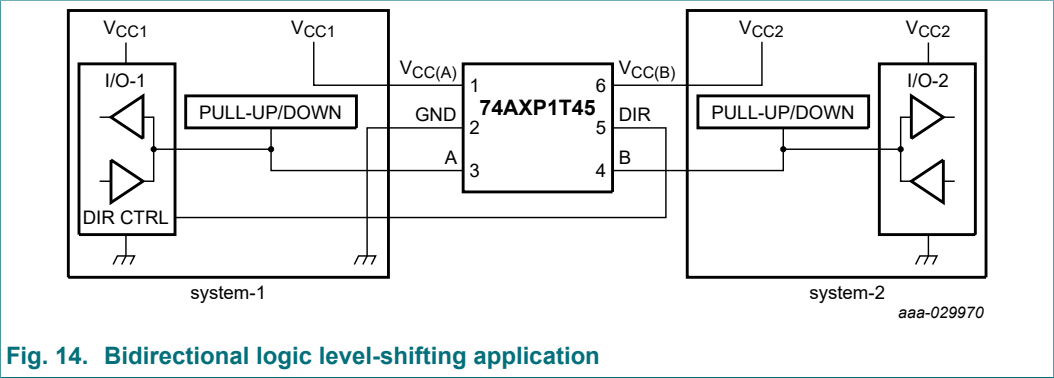 system-1
VCC1
VCC1
I/O-1
PULL-UP/DOWN
DIR CTRL
VCC(A)
GND
A
74AXP1T45
1
2
3
6
5
4
VCC(B)
DIR
B
VCC2
VCC2
I/O-2
PULL-UP/DOWN
system-2
aaa-029970
Fig. 14. Bidirectional logic level-shifting application